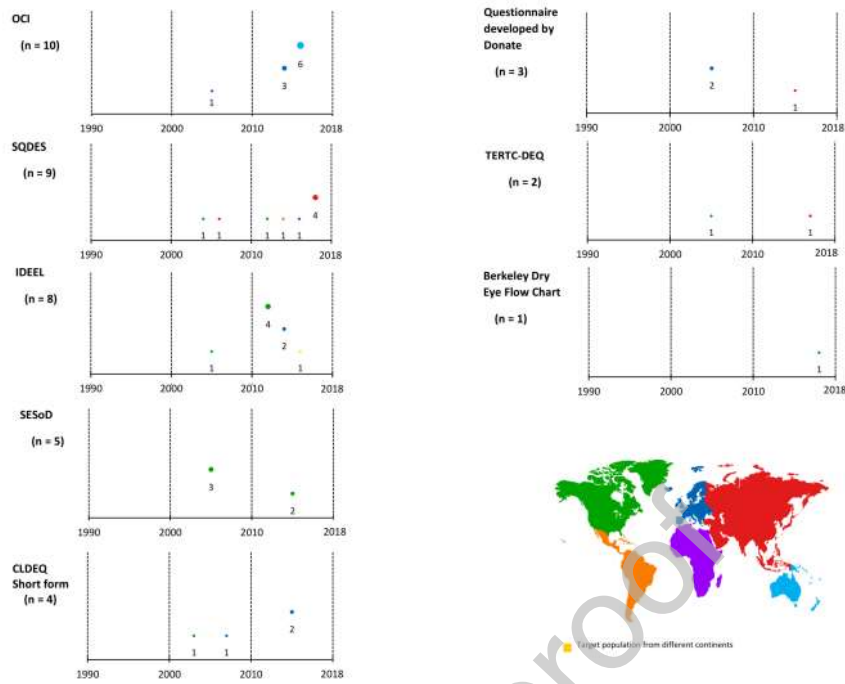 OCI
(n = 10)
6
3
1
1990 2000 2010 2018
SQDES
(n = 9)
4
1 1 1 1 1
1990 2000 2010 2018
IDEEL
(n = 8)
4
2
1 1
1990 2000 2010 2018
SESoD
(n = 5)
3
2
1990 2000 2010 2018
CLDEQ
Short form
(n = 4)
2
1 1
1990 2000 2010 2018
Questionnaire
developed by
Donate
(n = 3)
2
1
1990 2000 2010 2018
TERTC-DEQ
(n = 2)
1 1
1990 2000 2010 2018
Berkeley Dry
Eye Flow Chart
(n = 1)
1
1990 2000 2010 2018
Target population from different continents
proof